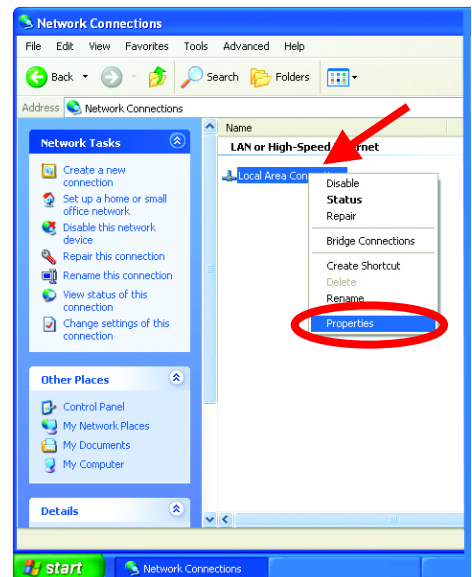 Network Connections
File Edit View Favorites Tools Advanced Help
Back Search Folders
Address Network Connections
Network Tasks
Create a new
connection
Set up a home or small
office network
Disable this network
device
Repair this connection
Rename this connection
View status of this
connection
Change settings of this
connection
Other Places
Control Panel
My Network Places
My Documents
My Computer
Details
Name
LAN or High-Speed
Local Area
Disable
Status
Repair
Bridge Connections
Create Shortcut
Delete
Rename
Properties
start Network Connections